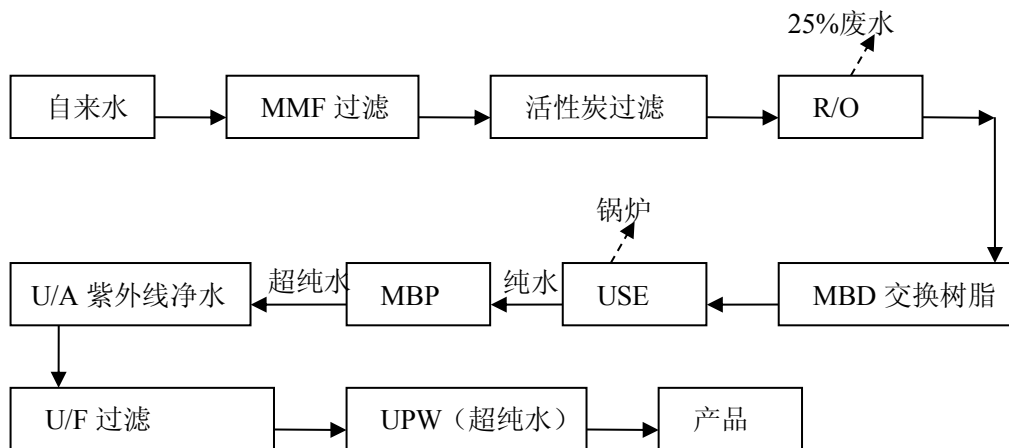 25%废水
自来水
MMF 过滤
活性炭过滤
R/O
锅炉
U/A 紫外线净水
超纯水
MBP
纯水
USE
MBD 交换树脂
U/F 过滤
UPW（超纯水）
产品